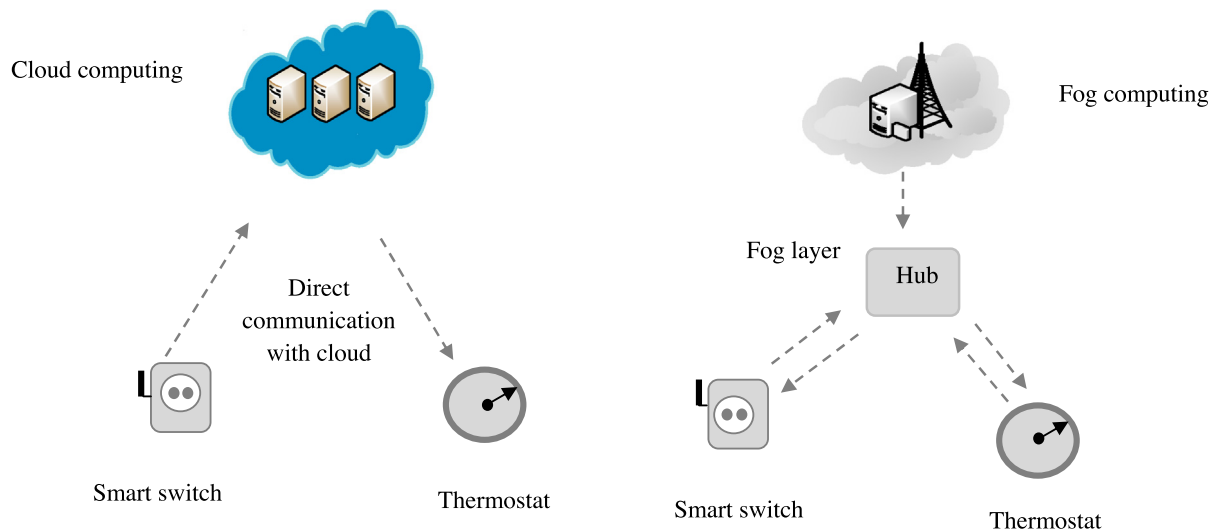 Cloud computing
Direct
communication
with cloud
Smart switch
Thermostat
Fog computing
Fog layer
Hub
Smart switch
Thermostat